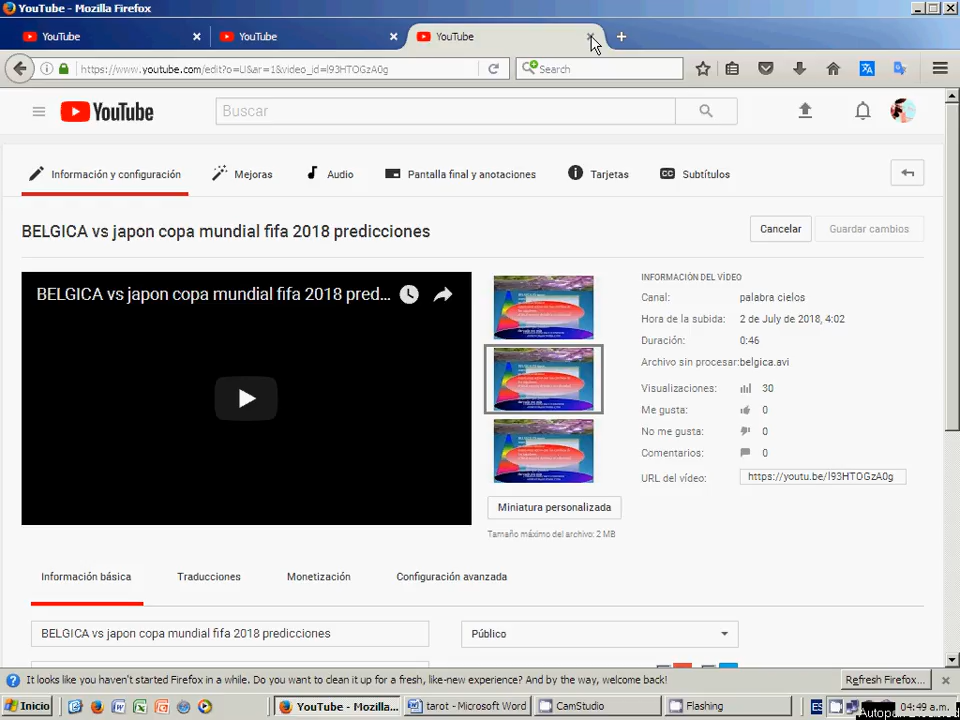 YouTube - Mozilla Firefox
YouTube
YouTube
YouTube
https://www.youtube.com/edit?o=U&ar=1&video_id=l93HTOGzA0g
Search
YouTube
Buscar
Información y configuración
Mejoras
Audio
Pantalla final y anotaciones
Tarjetas
CC Subtítulos
BELGICA vs japon copa mundial fifa 2018 predicciones
Cancelar
Guardar cambios
BELGICA vs japon copa mundial fifa 2018 pred...
INFORMACIÓN DEL VÍDEO
Canal: palabra cielos
Hora de la subida: 2 de July de 2018, 4:02
Duración: 0:46
Archivo sin procesar: belgica.avi
Visualizaciones: 30
Me gusta: 0
No me gusta: 0
Comentarios: 0
URL del vídeo: https://youtu.be/l93HTOGzA0g
Miniatura personalizada
Tamaño máximo del archivo: 2 MB
Información básica
Traducciones
Monetización
Configuración avanzada
BELGICA vs japon copa mundial fifa 2018 predicciones
Público
It looks like you haven't started Firefox in a while. Do you want to clean it up for a fresh, like-new experience? And by the way, welcome back!
Refresh Firefox...
Inicio
YouTube - Mozilla...
tarot - Microsoft Word
CamStudio
Flashing
ES
04:49 a.m.